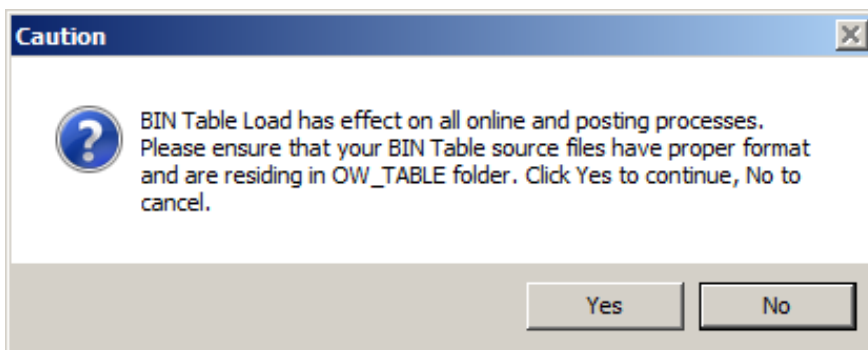 Caution
BIN Table Load has effect on all online and posting processes.
Please ensure that your BIN Table source files have proper format
and are residing in OW_TABLE folder. Click Yes to continue, No to
cancel.
Yes
No